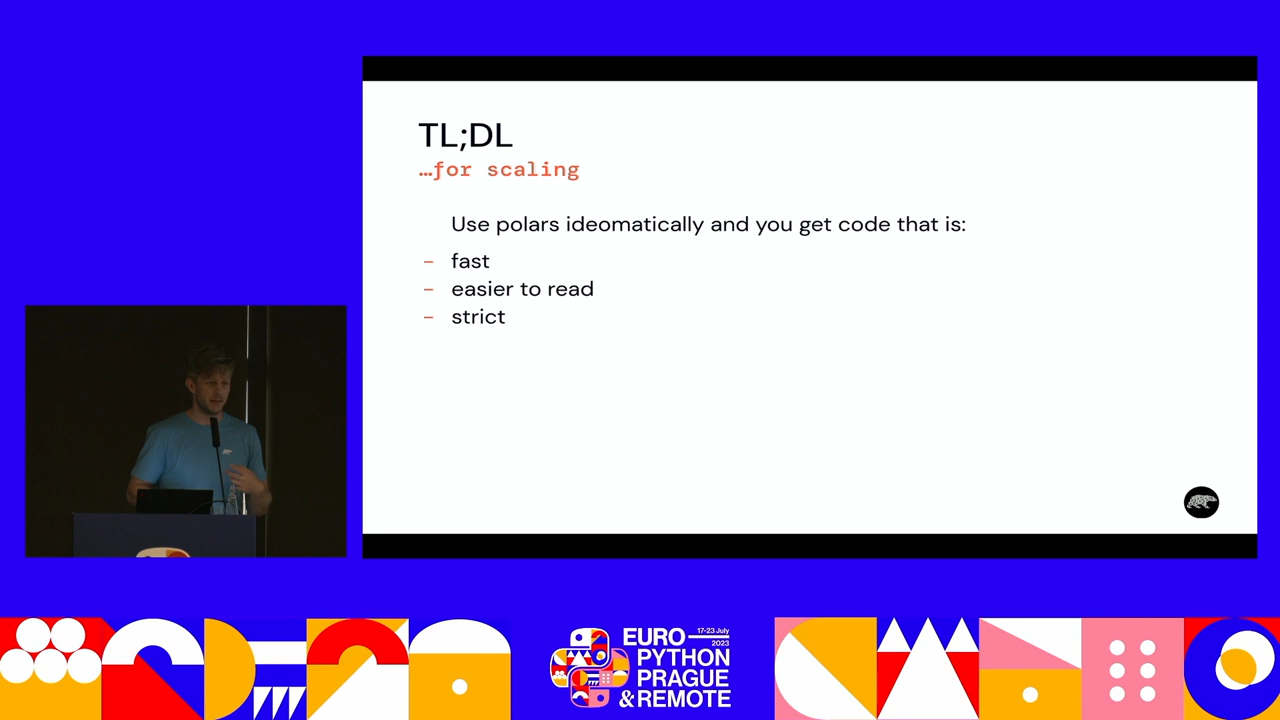 TL;DL
…for scaling
Use polars ideomatically and you get code that is:
– fast
– easier to read
– strict
EURO
17-23 July
2023
PYTHON
PRAGUE
& REMOTE